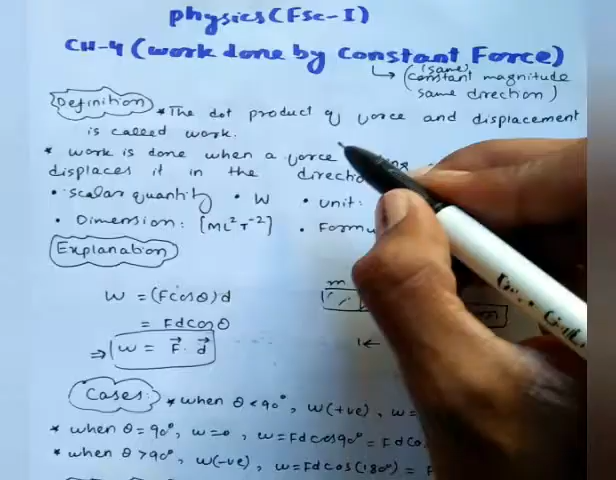 physics(Fsc-I)
CH-4 (work done by Constant Force)
(same)
↳ (constant magnitude
same direction)
Definition * The dot product of force and displacement
is called work.
* work is done when a force
displaces it in the direction
• scalar quantity • W • unit:
• Dimension: [ML²T⁻²] • Formu
Explanation
W = (Fcosθ)d
m
= Fdcosθ
⇒ W = F⃗ . d⃗
Cases: * when θ<90°, W(+ve), W=
* when θ=90°, W=0, W=Fdcos90°=Fd(0
* when θ>90°, W(-ve), W=Fdcos(180°)=F